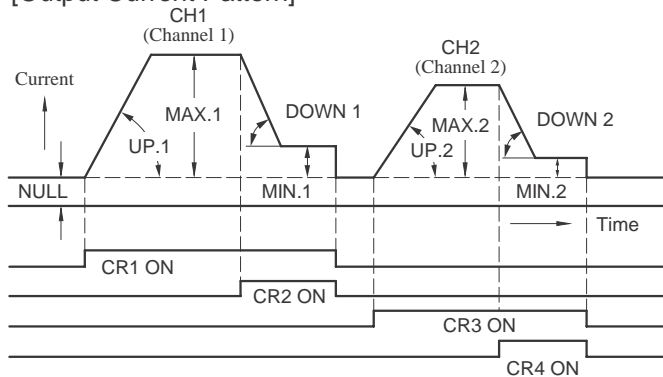 [Output Current Pattern]
CH1
(Channel 1)
CH2
(Channel 2)
Current
MAX.1
DOWN 1
UP.1
MAX.2
DOWN 2
UP.2
NULL
MIN.1
MIN.2
Time
CR1 ON
CR2 ON
CR3 ON
CR4 ON